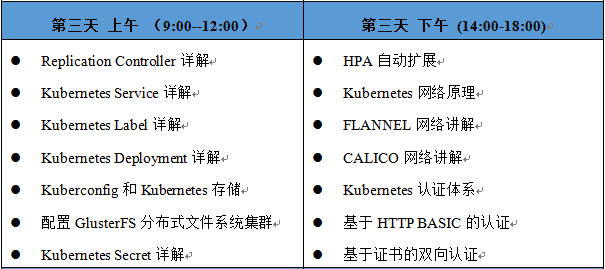 第三天 上午 （9:00--12:00）
● Replication Controller 详解
● Kubernetes Service 详解
● Kubernetes Label 详解
● Kubernetes Deployment 详解
● Kuberconfig 和 Kubernetes 存储
● 配置 GlusterFS 分布式文件系统集群
● Kubernetes Secret 详解
第三天 下午 (14:00-18:00)
● HPA 自动扩展
● Kubernetes 网络原理
● FLANNEL 网络讲解
● CALICO 网络讲解
● Kubernetes 认证体系
● 基于 HTTP BASIC 的认证
● 基于证书的双向认证